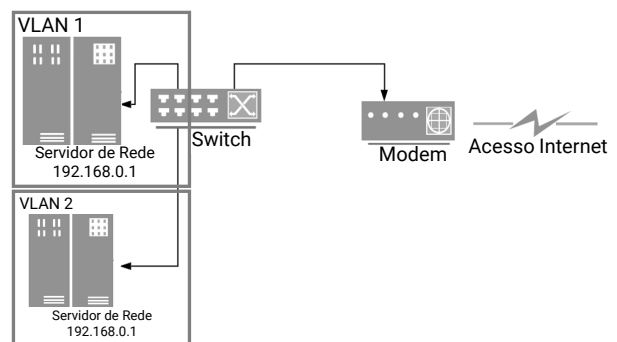 VLAN 1
Servidor de Rede
192.168.0.1
Switch
Modem
Acesso Internet
VLAN 2
Servidor de Rede
192.168.0.1